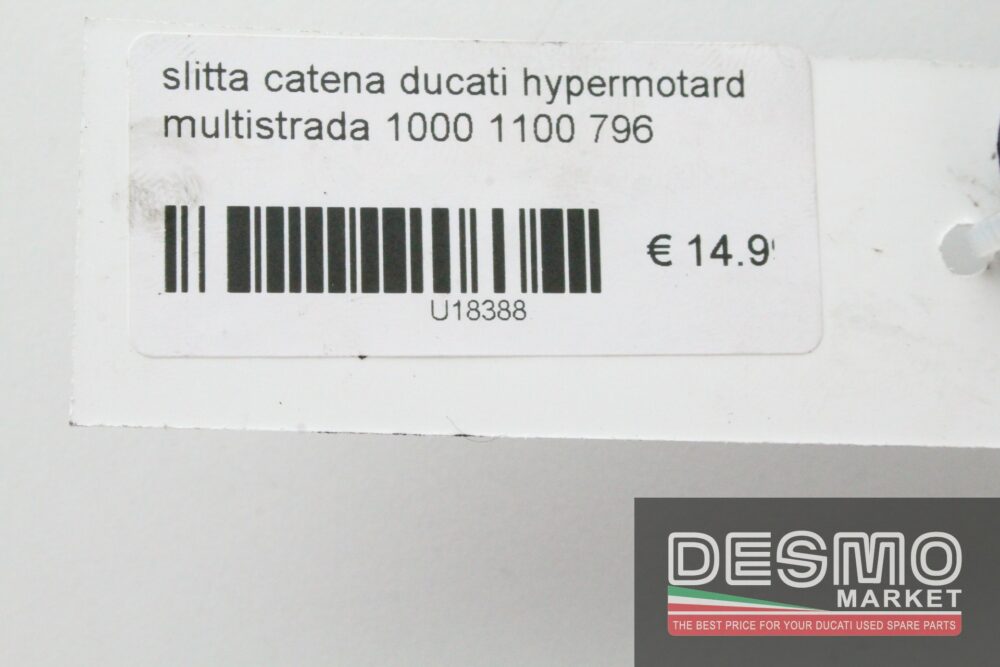 slitta catena ducati hypermotard
multistrada 1000 1100 796
€ 14.9
U18388
DESMO
MARKET
THE BEST PRICE FOR YOUR DUCATI USED SPARE PARTS